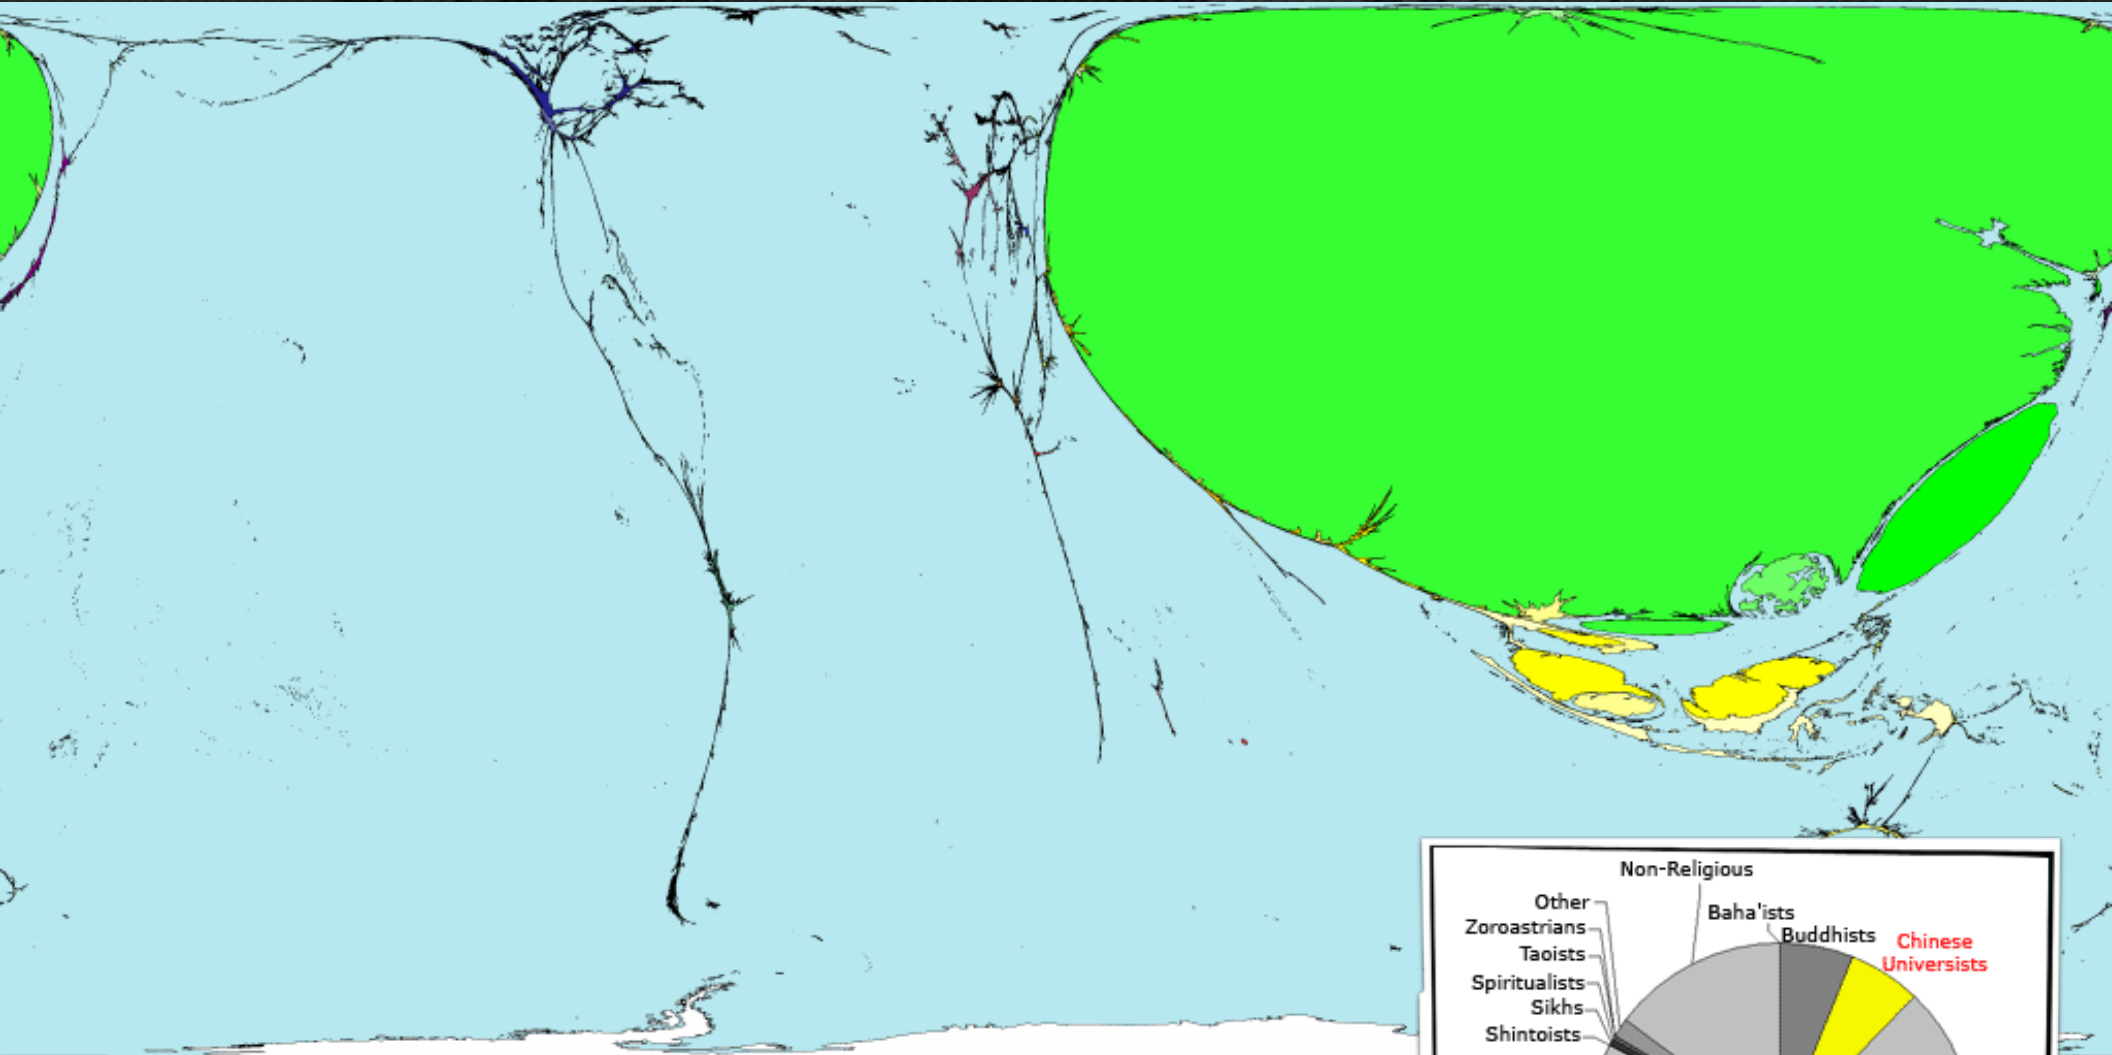 Non-Religious
Other
Baha'ists
Zoroastrians
Buddhists
Chinese
Universists
Taoists
Spiritualists
Sikhs
Shintoists